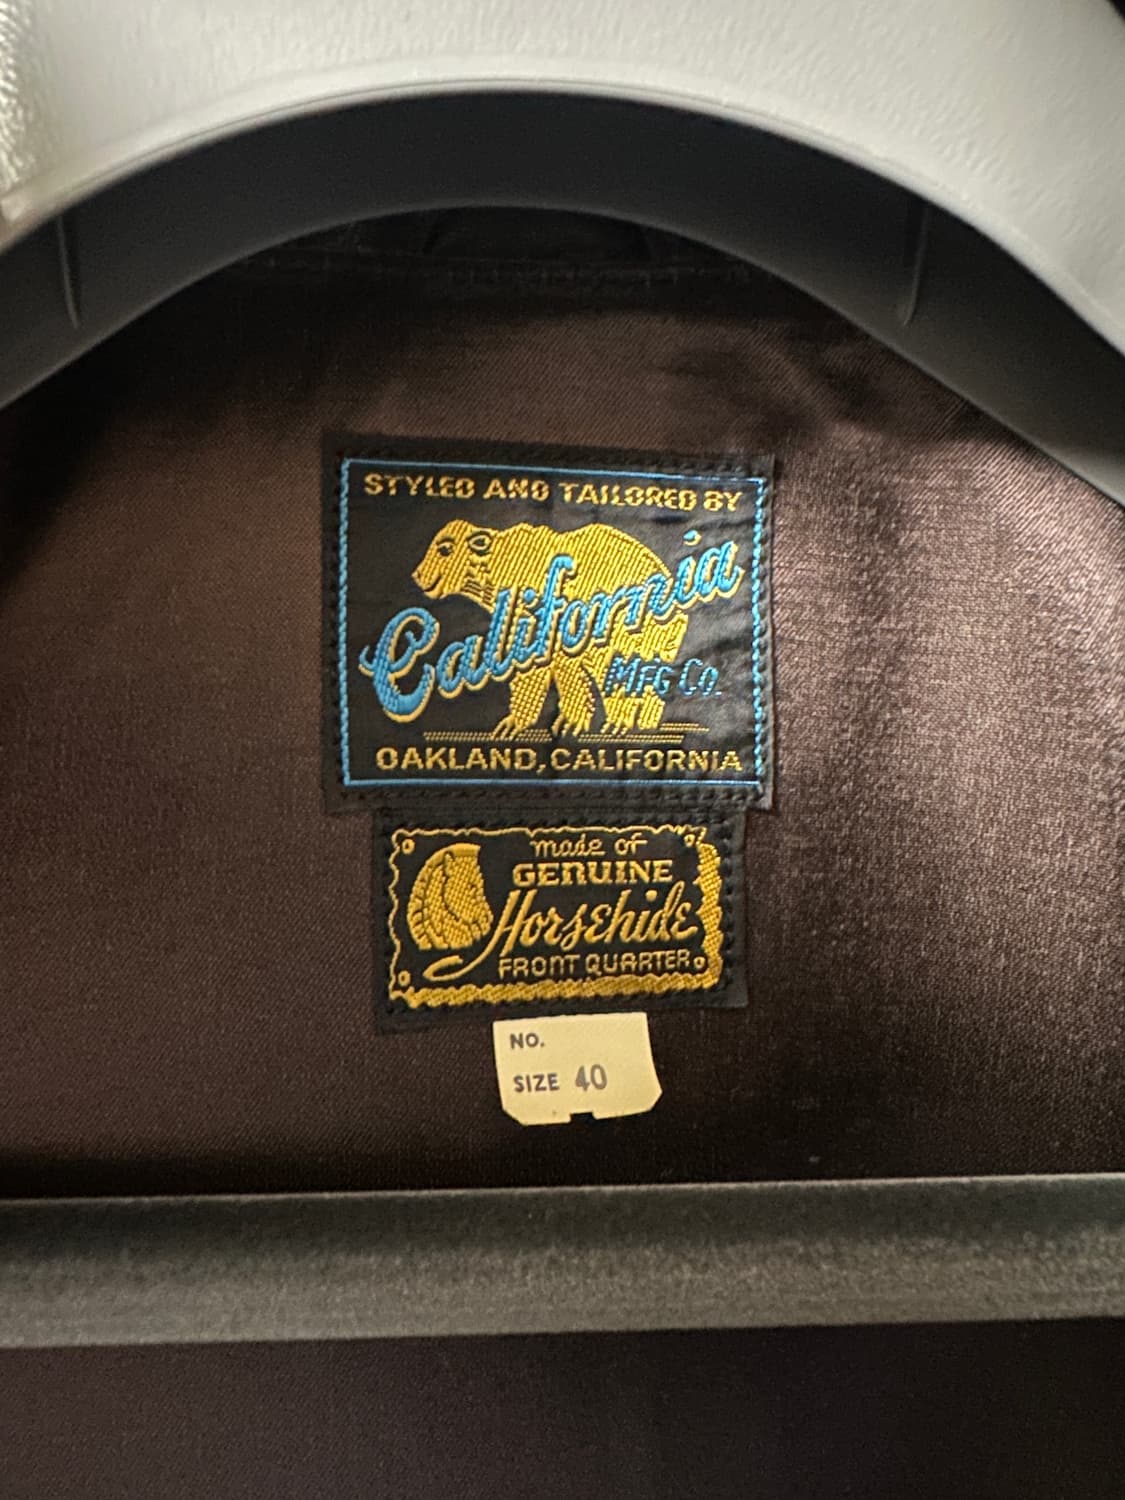 STYLED AND TAILORED BY
California
MFG Co.
OAKLAND, CALIFORNIA
made of
GENUINE
Horsehide
FRONT QUARTER
NO.
SIZE 40